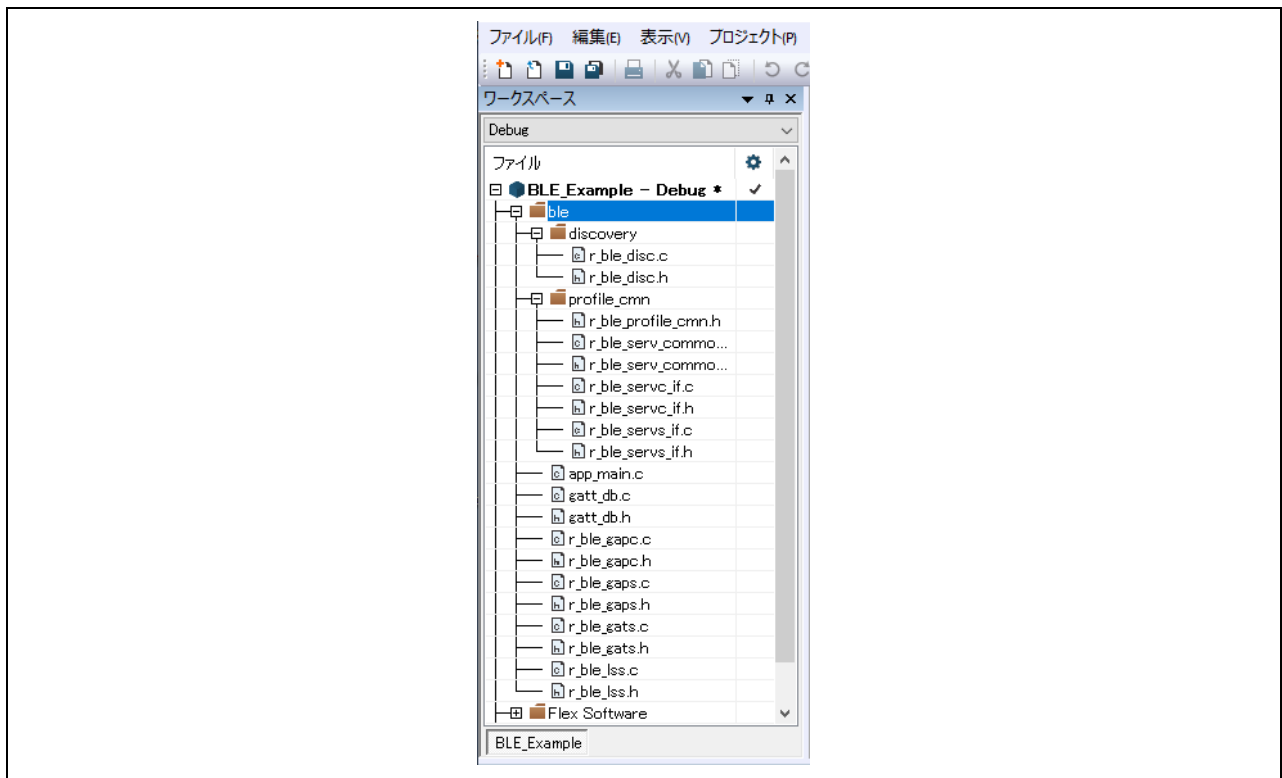 ファイル(F) 編集(E) 表示(V) プロジェクト(P)
ワークスペース
Debug
ファイル
BLE_Example - Debug *
ble
discovery
r_ble_disc.c
r_ble_disc.h
profile_cmn
r_ble_profile_cmn.h
r_ble_serv_commo...
r_ble_serv_commo...
r_ble_servc_if.c
r_ble_servc_if.h
r_ble_servs_if.c
r_ble_servs_if.h
app_main.c
gatt_db.c
gatt_db.h
r_ble_gapc.c
r_ble_gapc.h
r_ble_gaps.c
r_ble_gaps.h
r_ble_gats.c
r_ble_gats.h
r_ble_lss.c
r_ble_lss.h
Flex Software
BLE_Example